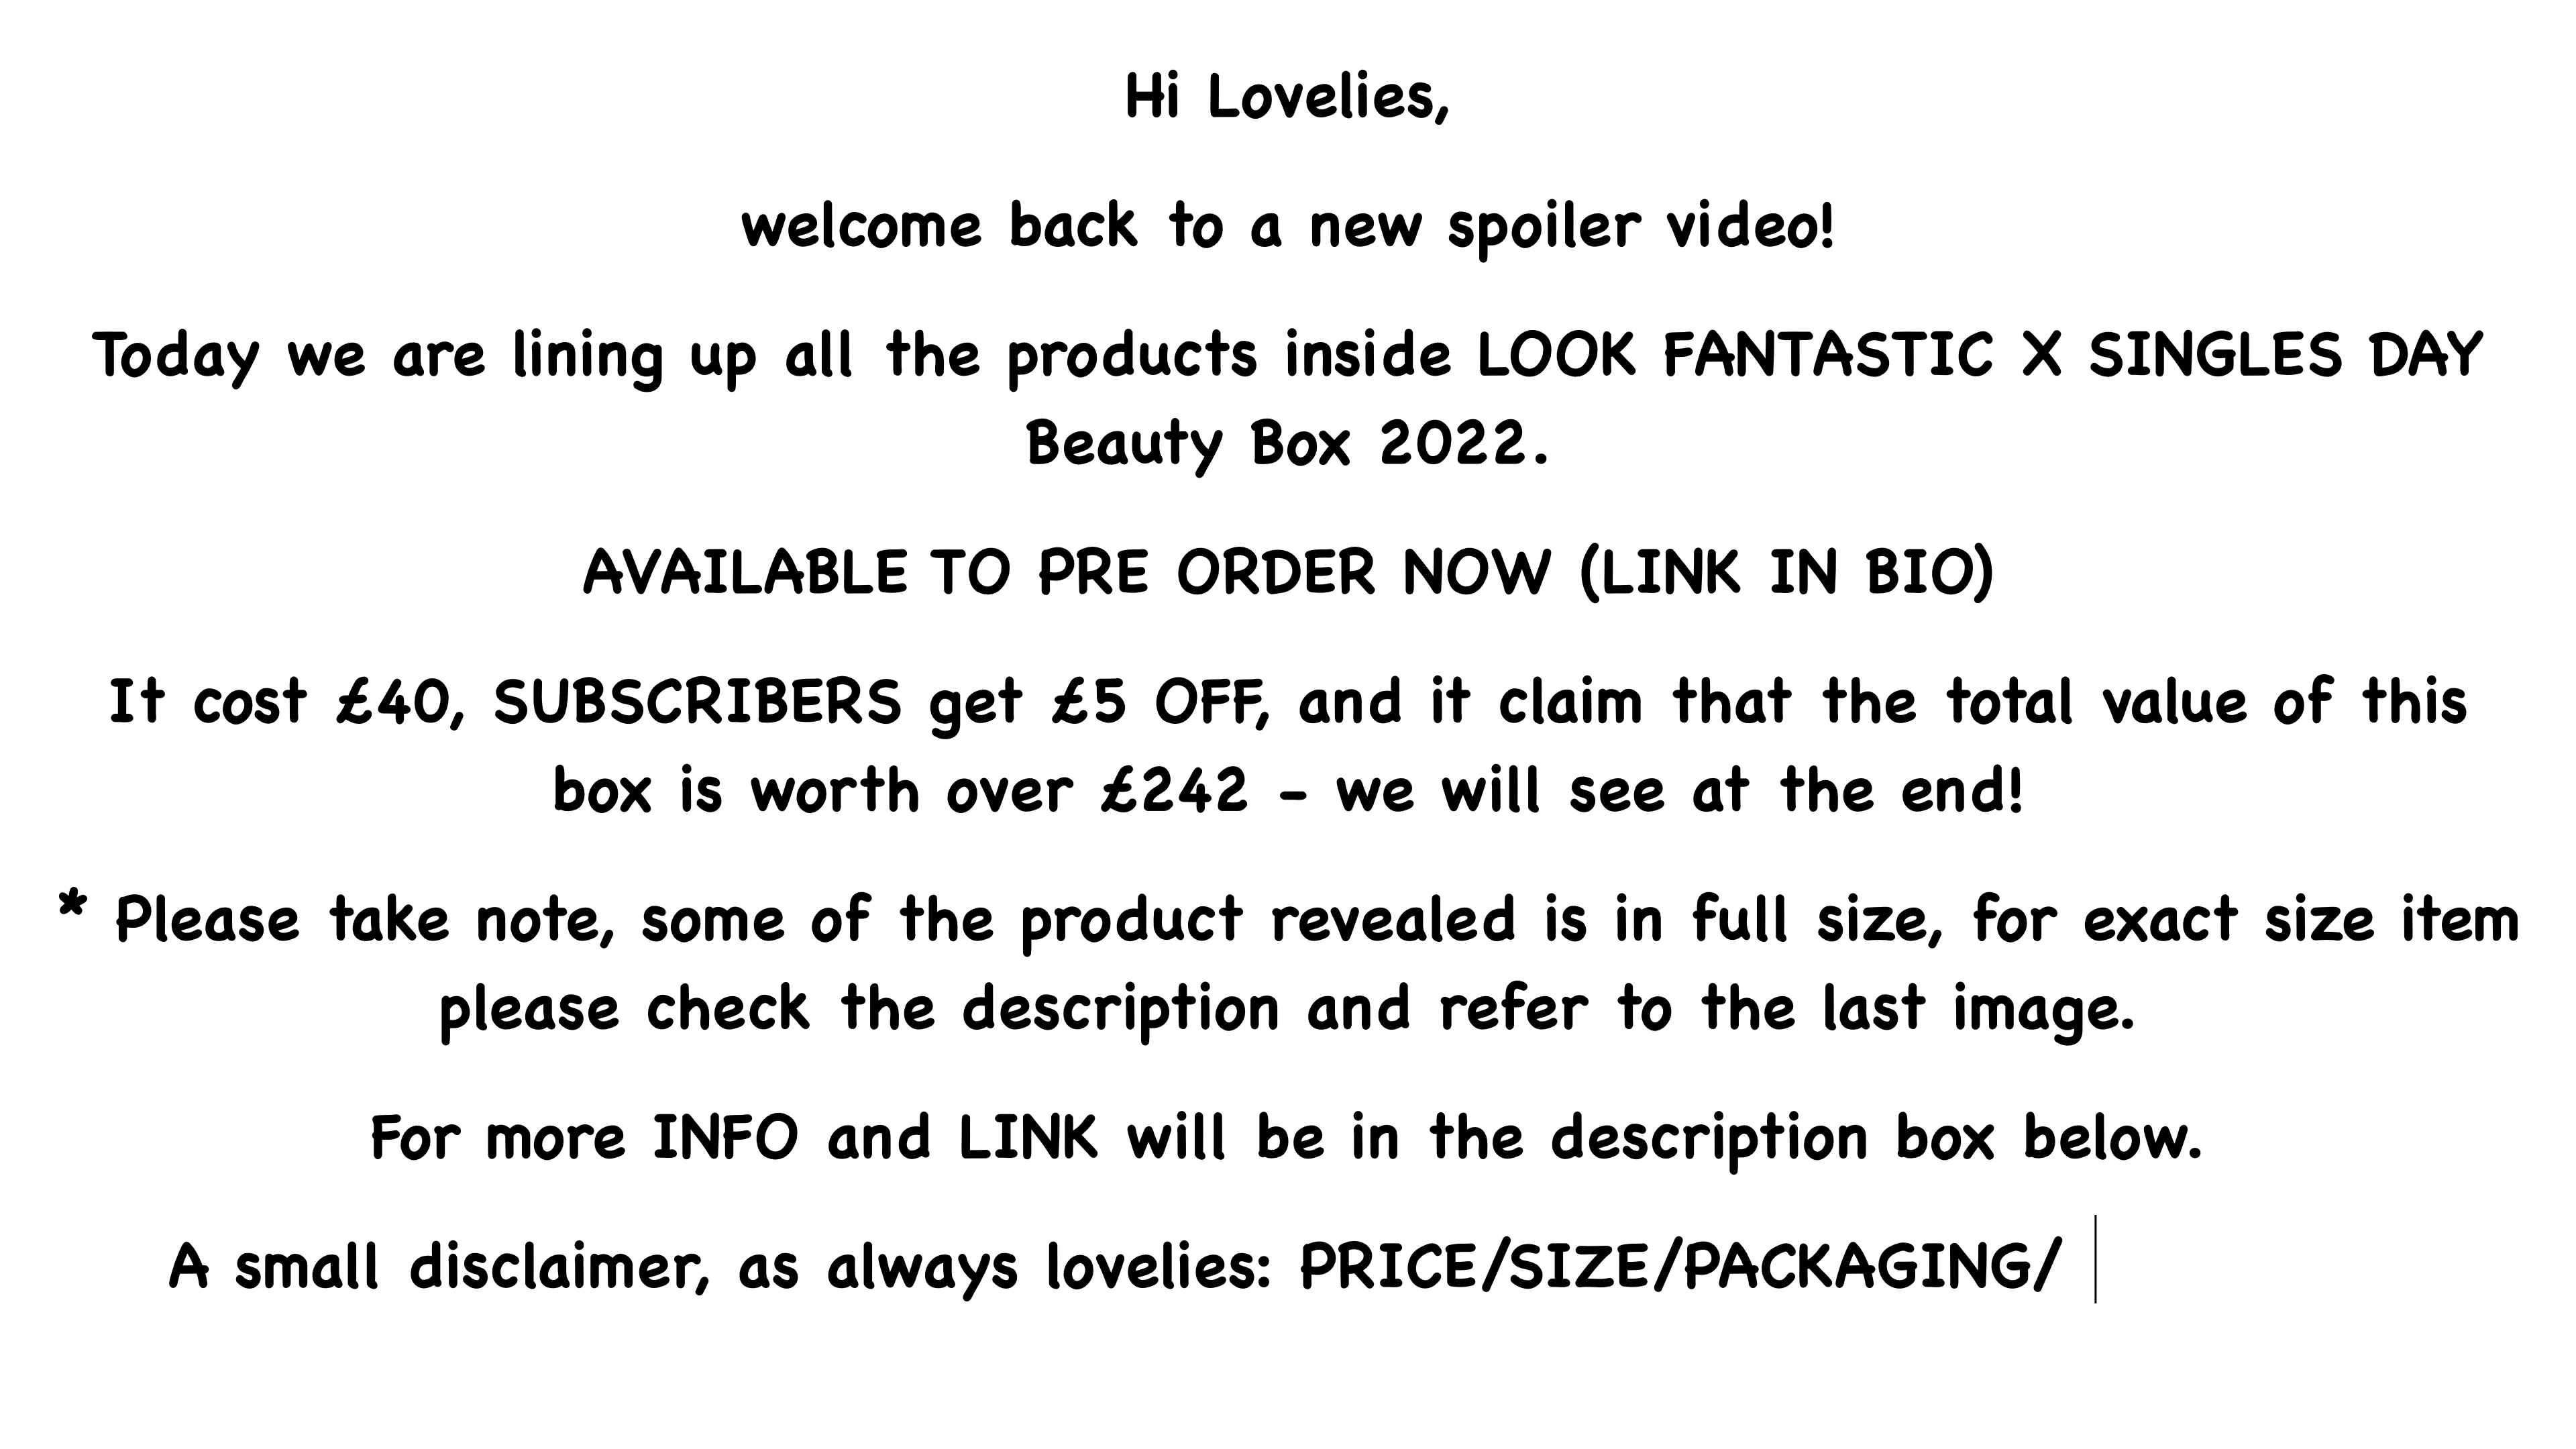 Hi Lovelies,
welcome back to a new spoiler video!
Today we are lining up all the products inside LOOK FANTASTIC X SINGLES DAY
Beauty Box 2022.
AVAILABLE TO PRE ORDER NOW (LINK IN BIO)
It cost £40, SUBSCRIBERS get £5 OFF, and it claim that the total value of this
box is worth over £242 - we will see at the end!
* Please take note, some of the product revealed is in full size, for exact size item
please check the description and refer to the last image.
For more INFO and LINK will be in the description box below.
A small disclaimer, as always lovelies: PRICE/SIZE/PACKAGING/